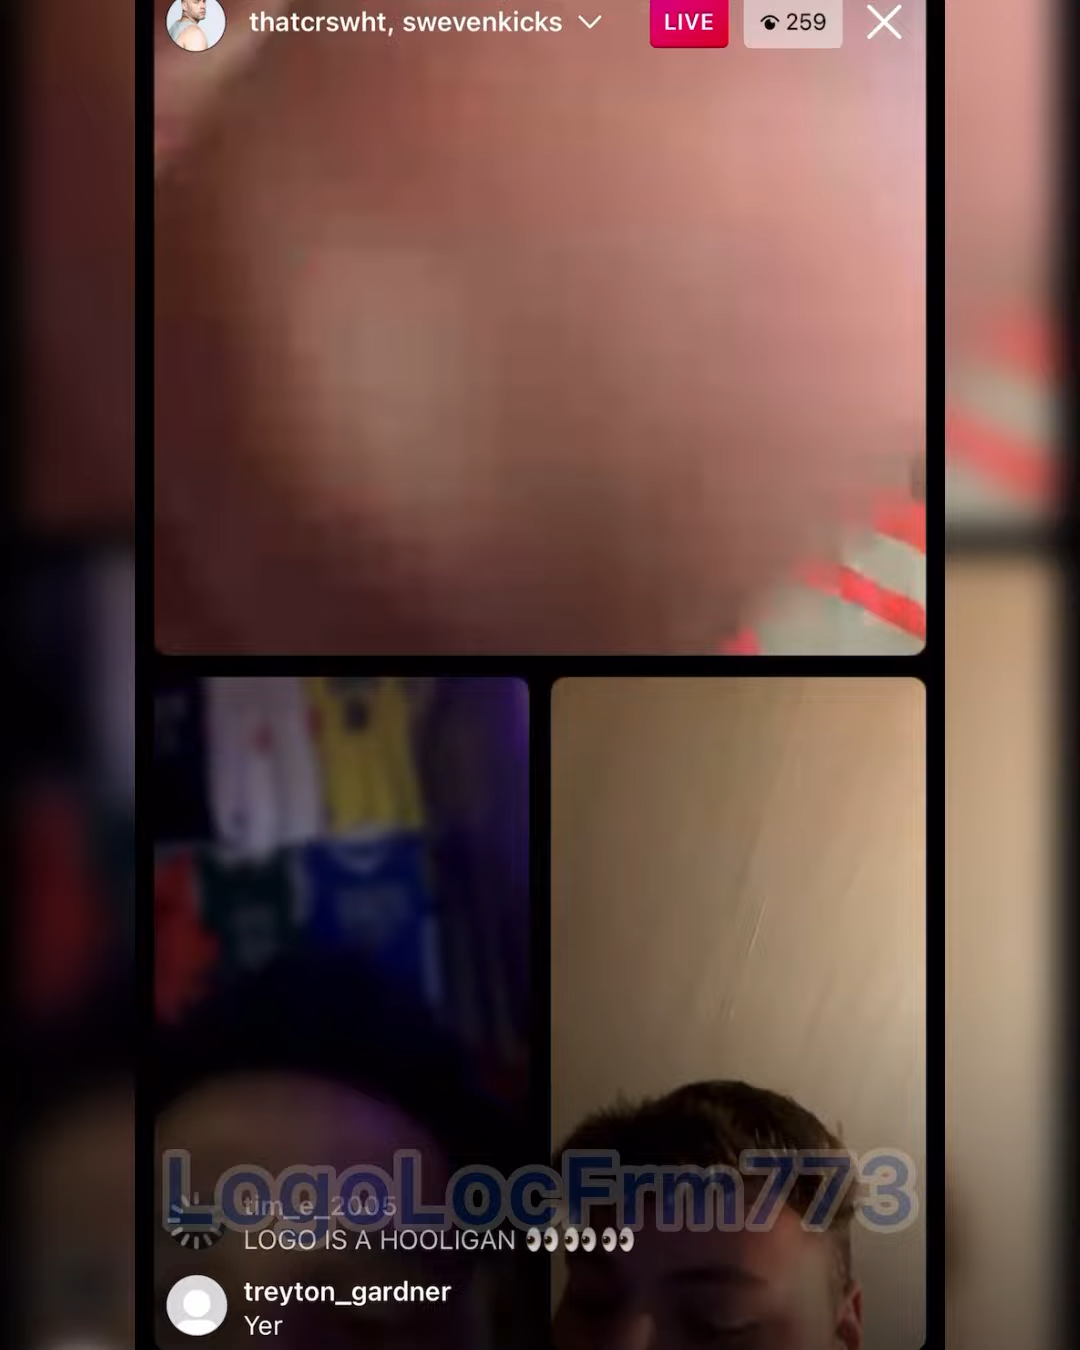 thatcrswht, swevenkicks
LIVE
259
LogoLocFrm773
tim_e_2005
LOGO IS A HOOLIGAN 👀👀👀
treyton_gardner
Yer